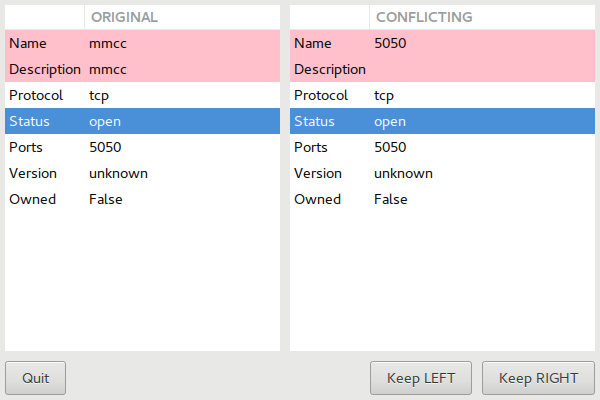 ORIGINAL
Name mmcc
Description mmcc
Protocol tcp
Status open
Ports 5050
Version unknown
Owned False
CONFLICTING
Name 5050
Description
Protocol tcp
Status open
Ports 5050
Version unknown
Owned False
Quit
Keep LEFT
Keep RIGHT